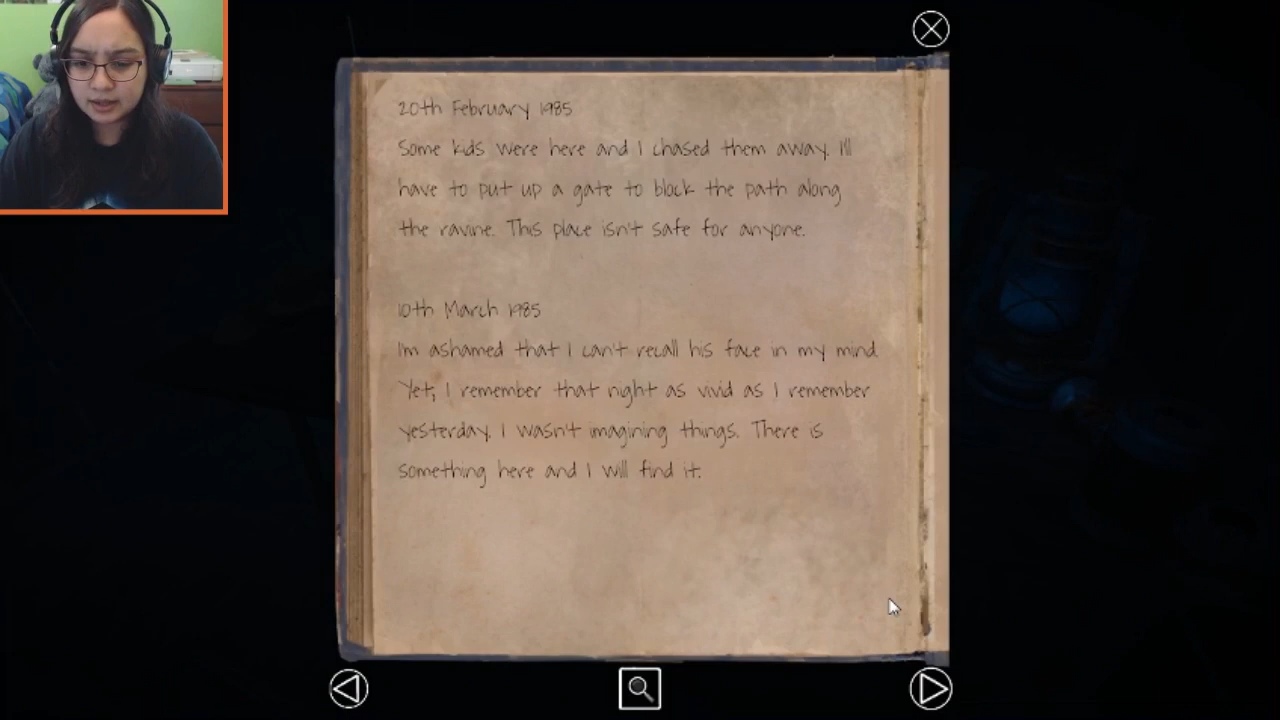 20th February 1985
Some kids were here and I chased them away. I'll
have to put up a gate to block the path along
the ravine. This place isn't safe for anyone.
10th March 1985
I'm ashamed that I can't recall his face in my mind.
Yet, I remember that night as vivid as I remember
yesterday. I wasn't imagining things. There is
something here and I will find it.